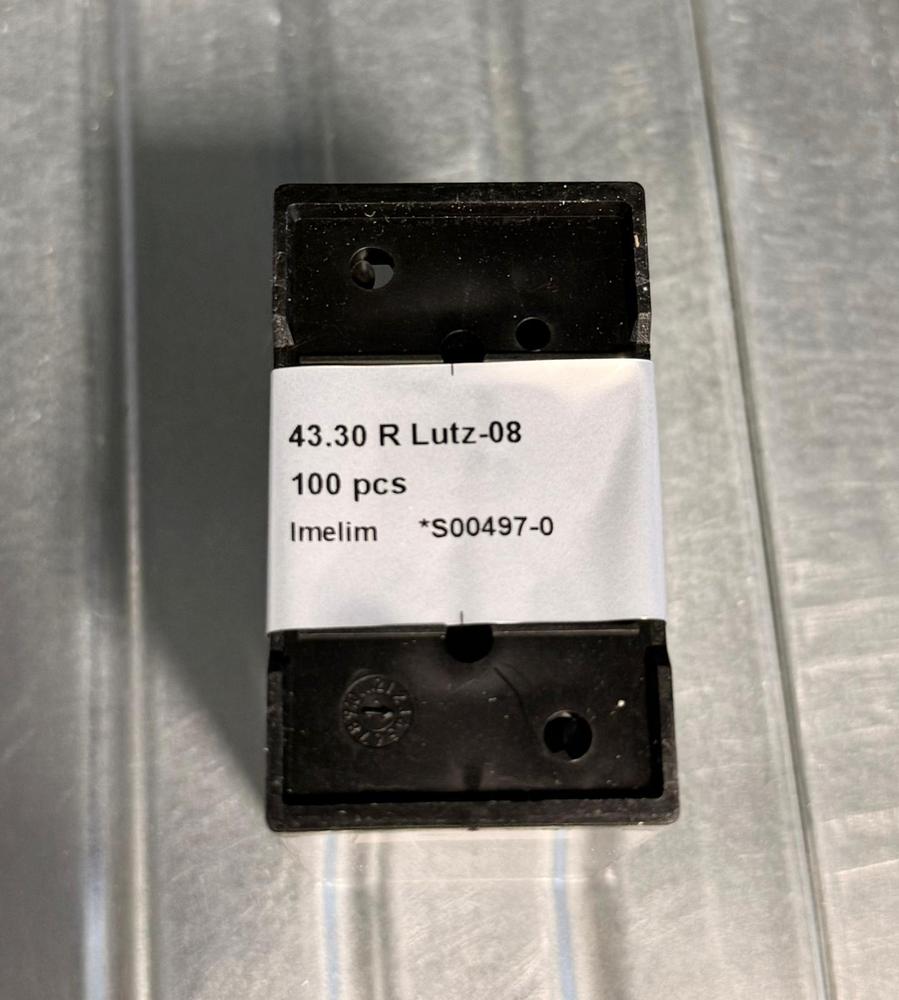 43.30 R Lutz-08
100 pcs
Imelim *S00497-0